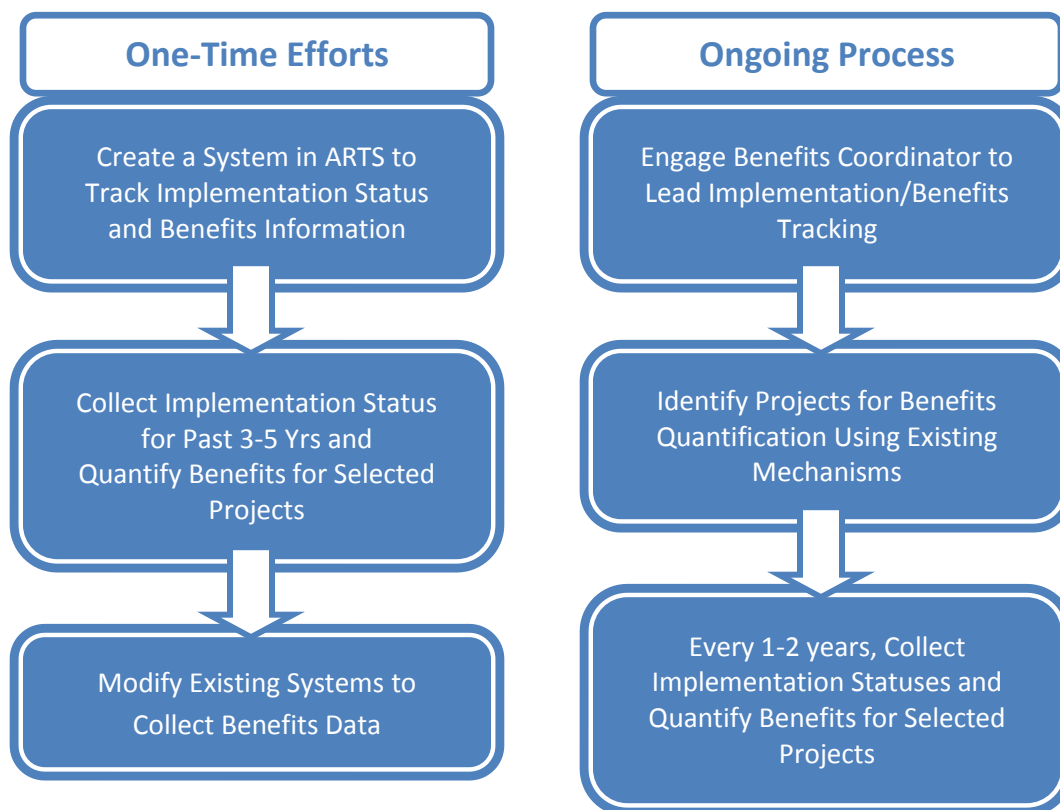 One-Time Efforts
Create a System in ARTS to
Track Implementation Status
and Benefits Information
Collect Implementation Status
for Past 3-5 Yrs and
Quantify Benefits for Selected
Projects
Modify Existing Systems to
Collect Benefits Data
Ongoing Process
Engage Benefits Coordinator to
Lead Implementation/Benefits
Tracking
Identify Projects for Benefits
Quantification Using Existing
Mechanisms
Every 1-2 years, Collect
Implementation Statuses and
Quantify Benefits for Selected
Projects